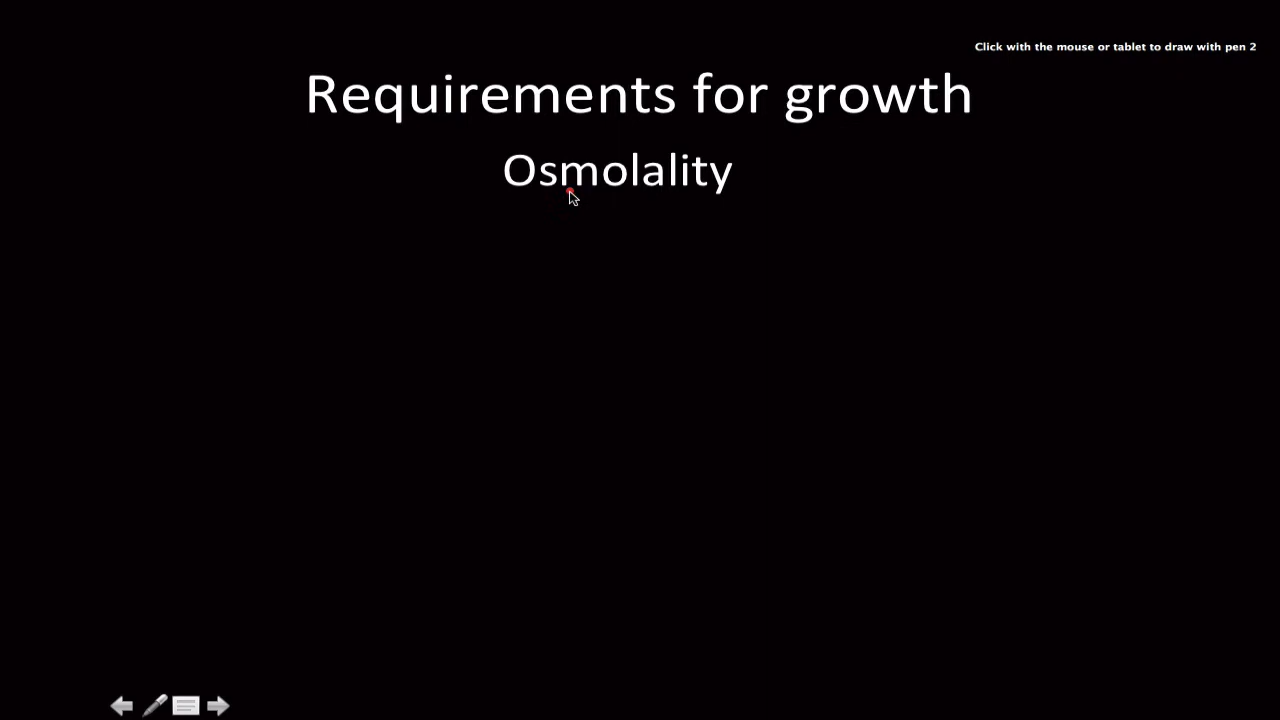 Click with the mouse or tablet to draw with pen 2
Requirements for growth
Osmolality